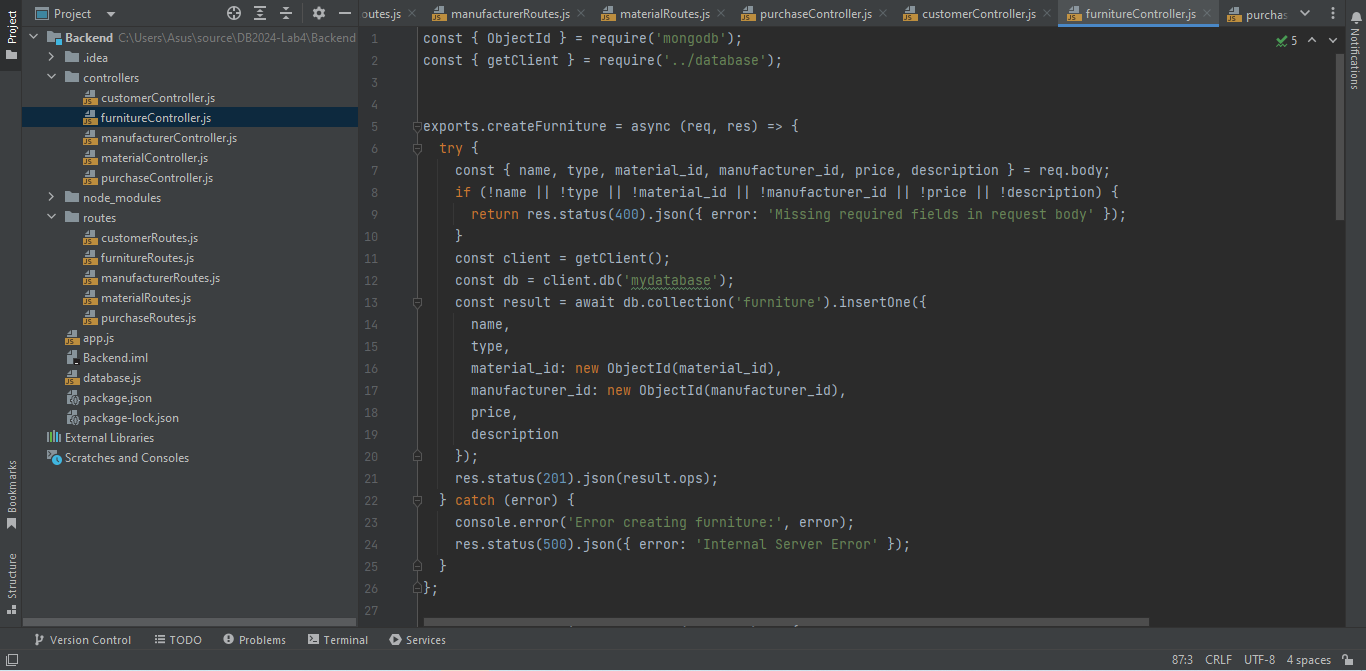 Project
outes.js
manufacturerRoutes.js
materialRoutes.js
purchaseController.js
customerController.js
furnitureController.js
purchas
Project
Backend C:\Users\Asus\source\DB2024-Lab4\Backend
.idea
controllers
customerController.js
furnitureController.js
manufacturerController.js
materialController.js
purchaseController.js
node_modules
routes
customerRoutes.js
furnitureRoutes.js
manufacturerRoutes.js
materialRoutes.js
purchaseRoutes.js
app.js
Backend.iml
database.js
package.json
package-lock.json
External Libraries
Scratches and Consoles
Bookmarks
Structure
1 const { ObjectId } = require('mongodb');
2 const { getClient } = require('../database');
3
4
5 exports.createFurniture = async (req, res) => {
6 try {
7 const { name, type, material_id, manufacturer_id, price, description } = req.body;
8 if (!name || !type || !material_id || !manufacturer_id || !price || !description) {
9 return res.status(400).json({ error: 'Missing required fields in request body' });
10 }
11 const client = getClient();
12 const db = client.db('mydatabase');
13 const result = await db.collection('furniture').insertOne({
14 name,
15 type,
16 material_id: new ObjectId(material_id),
17 manufacturer_id: new ObjectId(manufacturer_id),
18 price,
19 description
20 });
21 res.status(201).json(result.ops);
22 } catch (error) {
23 console.error('Error creating furniture:', error);
24 res.status(500).json({ error: 'Internal Server Error' });
25 }
26 };
27
5
Notifications
Version Control
TODO
Problems
Terminal
Services
87:3 CRLF UTF-8 4 spaces